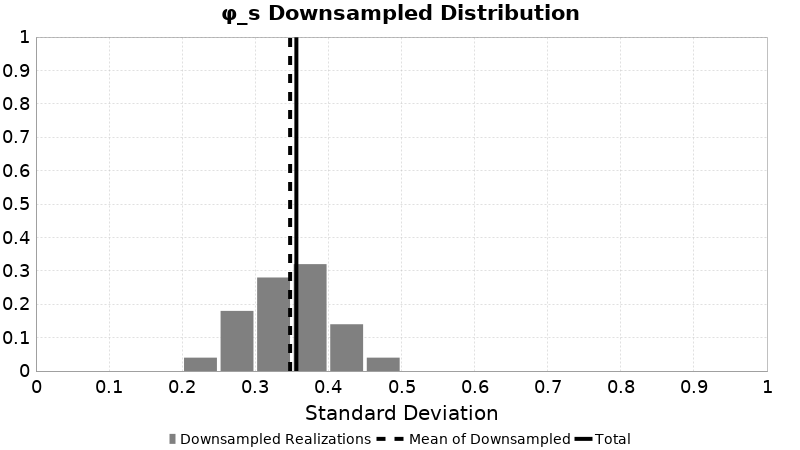 φ_s Downsampled Distribution
1
0.9
0.8
0.7
0.6
0.5
0.4
0.3
0.2
0.1
0
0 0.1 0.2 0.3 0.4 0.5 0.6 0.7 0.8 0.9 1
Standard Deviation
Downsampled Realizations Mean of Downsampled Total